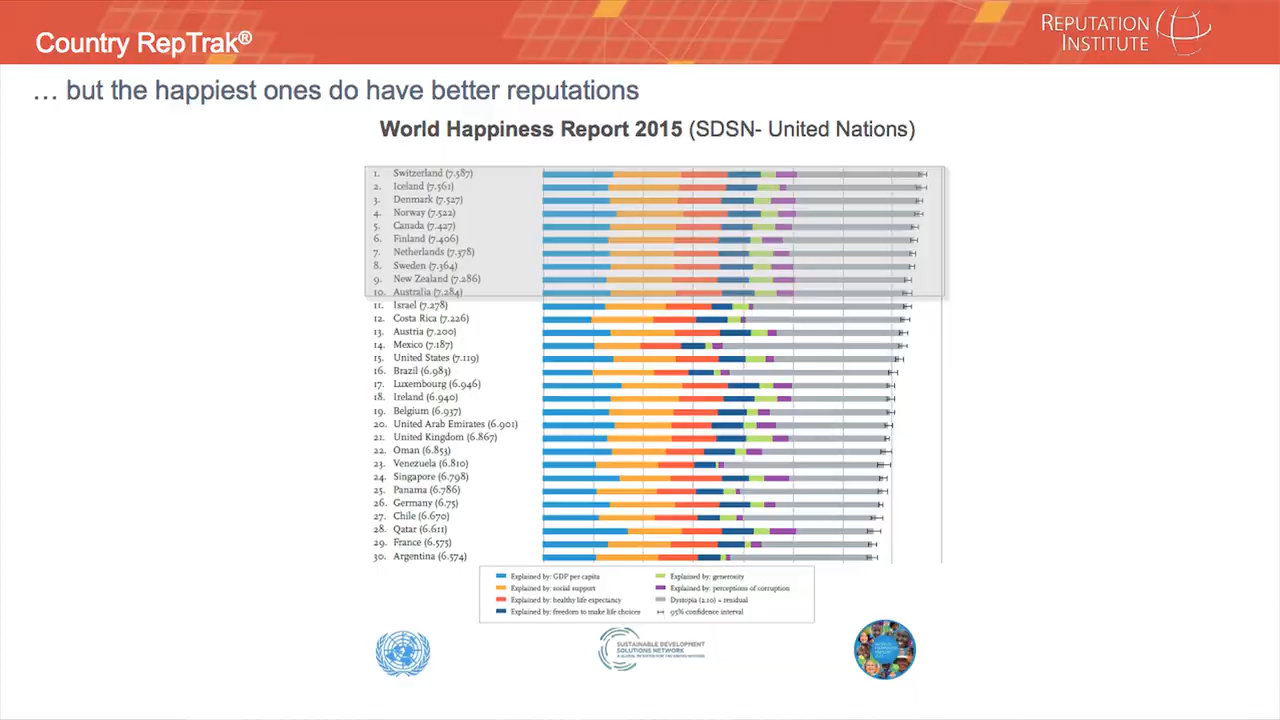 Country RepTrak®
REPUTATION
INSTITUTE
… but the happiest ones do have better reputations
World Happiness Report 2015 (SDSN- United Nations)
1. Switzerland (7.587)
2. Iceland (7.561)
3. Denmark (7.527)
4. Norway (7.522)
5. Canada (7.427)
6. Finland (7.406)
7. Netherlands (7.378)
8. Sweden (7.364)
9. New Zealand (7.286)
10. Australia (7.284)
11. Israel (7.278)
12. Costa Rica (7.226)
13. Austria (7.200)
14. Mexico (7.187)
15. United States (7.119)
16. Brazil (6.983)
17. Luxembourg (6.946)
18. Ireland (6.940)
19. Belgium (6.937)
20. United Arab Emirates (6.901)
21. United Kingdom (6.867)
22. Oman (6.853)
23. Venezuela (6.810)
24. Singapore (6.798)
25. Panama (6.786)
26. Germany (6.75)
27. Chile (6.670)
28. Qatar (6.611)
29. France (6.575)
30. Argentina (6.574)
Explained by: GDP per capita
Explained by: social support
Explained by: healthy life expectancy
Explained by: freedom to make life choices
Explained by: generosity
Explained by: perceptions of corruption
Dystopia (2.10) + residual
95% confidence interval
SUSTAINABLE DEVELOPMENT
SOLUTIONS NETWORK
A GLOBAL INITIATIVE FOR THE UNITED NATIONS